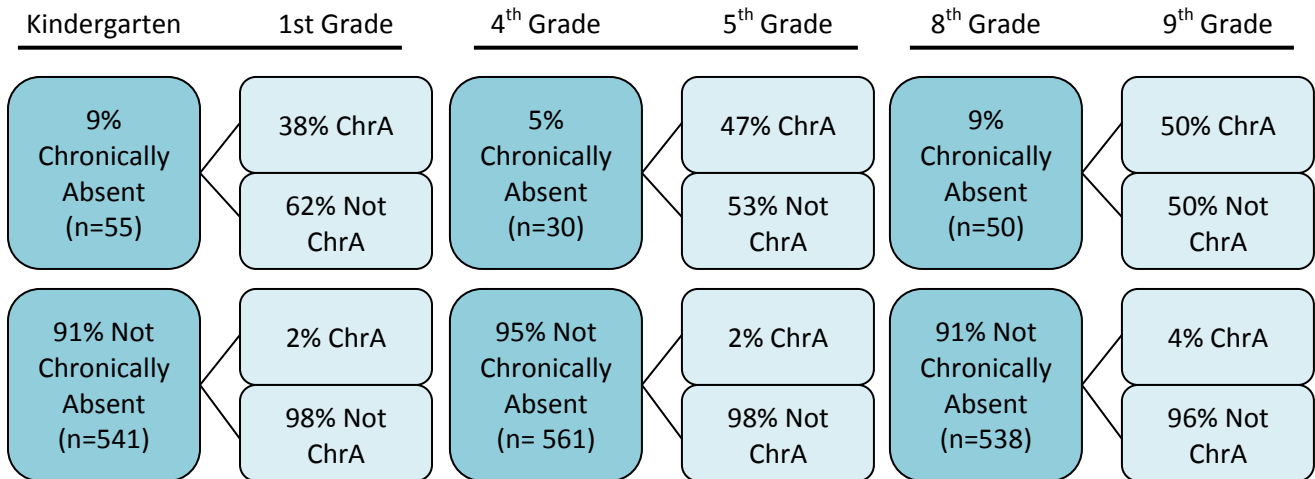 Kindergarten 1st Grade 4th Grade 5th Grade 8th Grade 9th Grade
9%
Chronically
Absent
(n=55)
38% ChrA
62% Not
ChrA
5%
Chronically
Absent
(n=30)
47% ChrA
53% Not
ChrA
9%
Chronically
Absent
(n=50)
50% ChrA
50% Not
ChrA
91% Not
Chronically
Absent
(n=541)
2% ChrA
98% Not
ChrA
95% Not
Chronically
Absent
(n= 561)
2% ChrA
98% Not
ChrA
91% Not
Chronically
Absent
(n=538)
4% ChrA
96% Not
ChrA